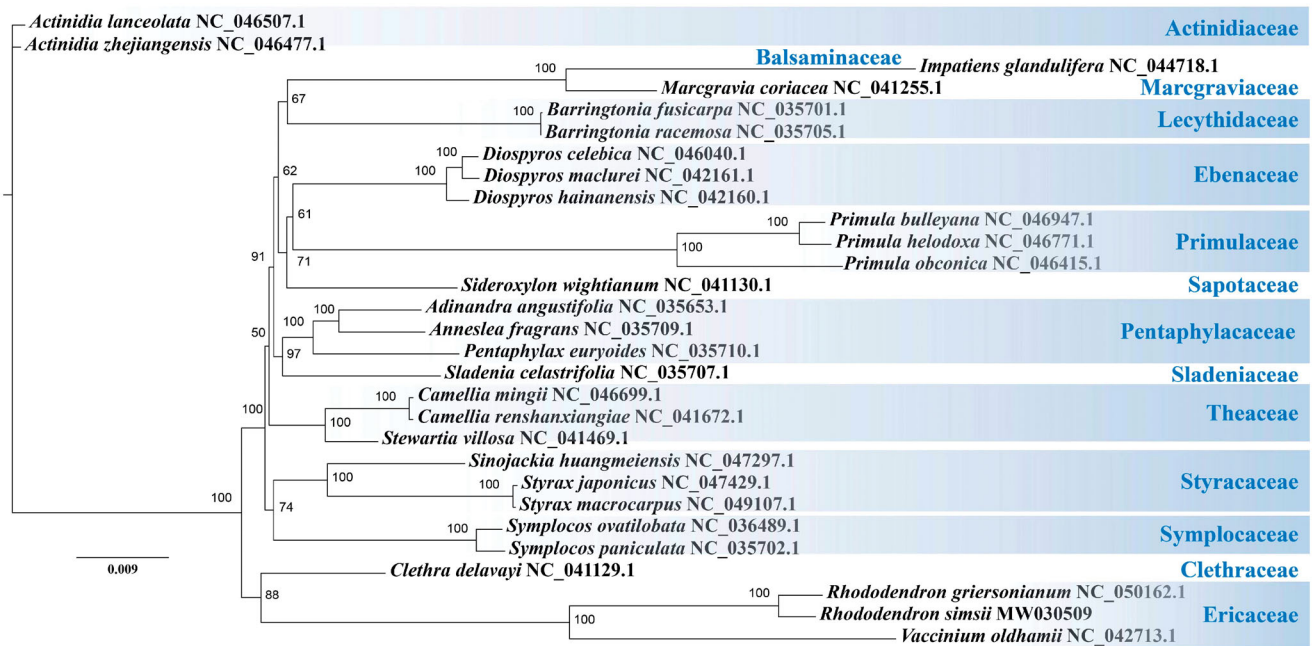 Actinidia lanceolata NC_046507.1
Actinidiaceae
Actinidia zhejiangensis NC_046477.1
Balsaminaceae
100
Impatiens glandulifera NC_044718.1
Marcgravia coriacea NC_041255.1
Marcgraviaceae
67
100
Barringtonia fusicarpa NC_035701.1
Lecythidaceae
Barringtonia racemosa NC_035705.1
100
Diospyros celebica NC_046040.1
62
100
Diospyros maclurei NC_042161.1
Ebenaceae
Diospyros hainanensis NC_042160.1
61
100
Primula bulleyana NC_046947.1
100
Primula helodoxa NC_046771.1
Primulaceae
91
71
Primula obconica NC_046415.1
Sideroxylon wightianum NC_041130.1
Sapotaceae
100
Adinandra angustifolia NC_035653.1
50
100
Anneslea fragrans NC_035709.1
Pentaphylacaceae
97
Pentaphylax euryoides NC_035710.1
Sladenia celastrifolia NC_035707.1
Sladeniaceae
100
Camellia mingii NC_046699.1
100
100
Camellia renshanxiangiae NC_041672.1
Theaceae
Stewartia villosa NC_041469.1
Sinojackia huangmeiensis NC_047297.1
100
100
Styrax japonicus NC_047429.1
Styracaceae
100
74
Styrax macrocarpus NC_049107.1
100
Symplocos ovatilobata NC_036489.1
Symplocaceae
Symplocos paniculata NC_035702.1
0.009
Clethra delavayi NC_041129.1
Clethraceae
88
100
Rhododendron griersonianum NC_050162.1
Rhododendron simsii MW030509
Ericaceae
100
Vaccinium oldhamii NC_042713.1